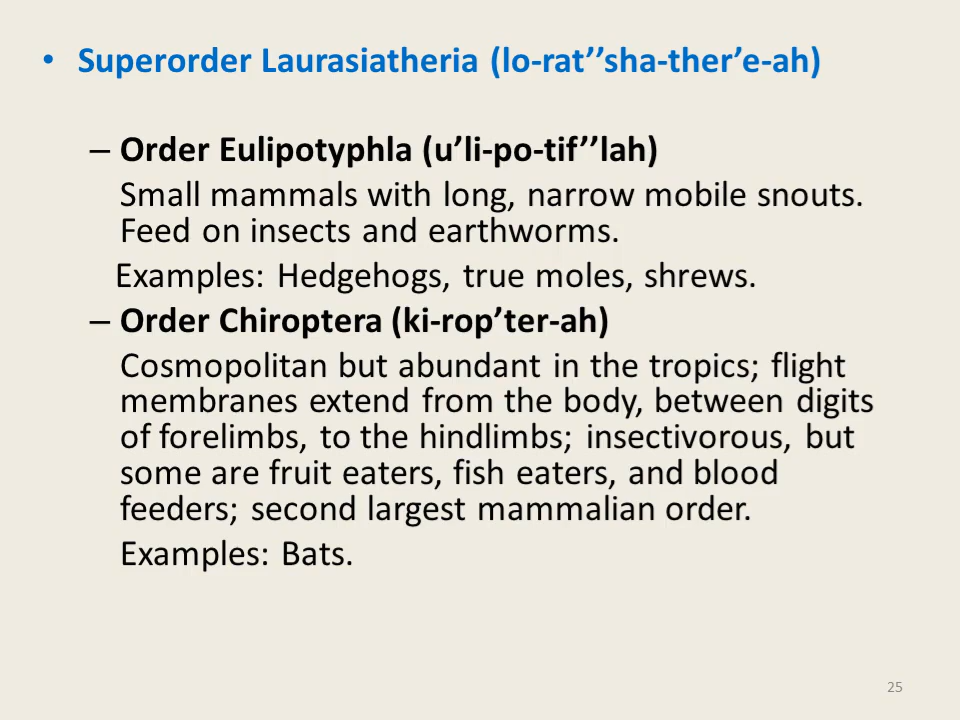 • Superorder Laurasiatheria (lo-rat’’sha-ther’e-ah)
– Order Eulipotyphla (u’li-po-tif’’lah)
Small mammals with long, narrow mobile snouts.
Feed on insects and earthworms.
Examples: Hedgehogs, true moles, shrews.
– Order Chiroptera (ki-rop’ter-ah)
Cosmopolitan but abundant in the tropics; flight
membranes extend from the body, between digits
of forelimbs, to the hindlimbs; insectivorous, but
some are fruit eaters, fish eaters, and blood
feeders; second largest mammalian order.
Examples: Bats.
25